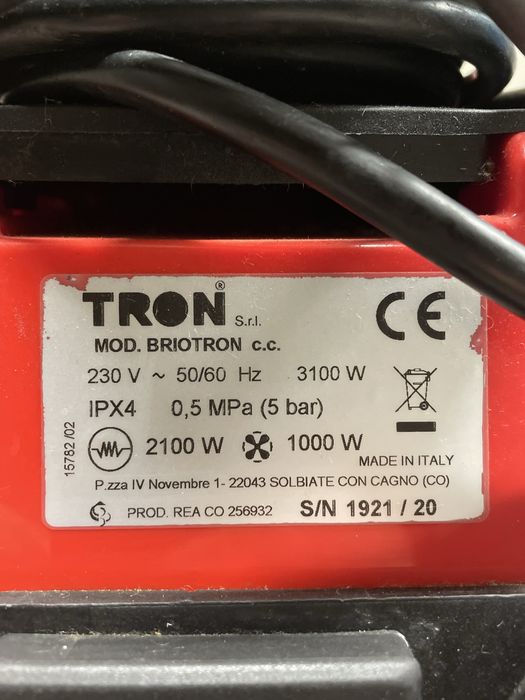 TRON® S.r.l.
MOD. BRIOTRON c.c.
230 V ~ 50/60 Hz 3100 W
IPX4 0,5 MPa (5 bar)
2100 W 1000 W
MADE IN ITALY
P.zza IV Novembre 1- 22043 SOLBIATE CON CAGNO (CO)
PROD. REA CO 256932 S/N 1921 / 20
15782 /02
CE